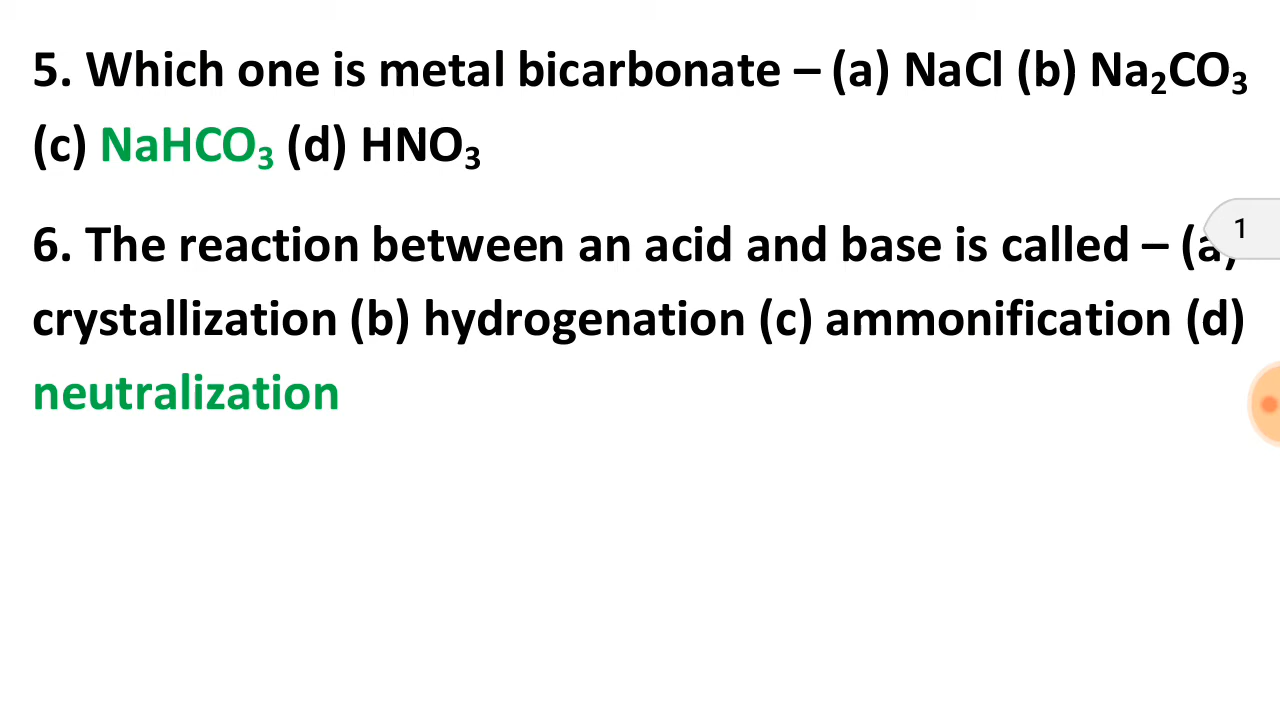 5. Which one is metal bicarbonate – (a) NaCl (b) Na₂CO₃
(c) NaHCO₃ (d) HNO₃
6. The reaction between an acid and base is called – (a)
1
crystallization (b) hydrogenation (c) ammonification (d)
neutralization